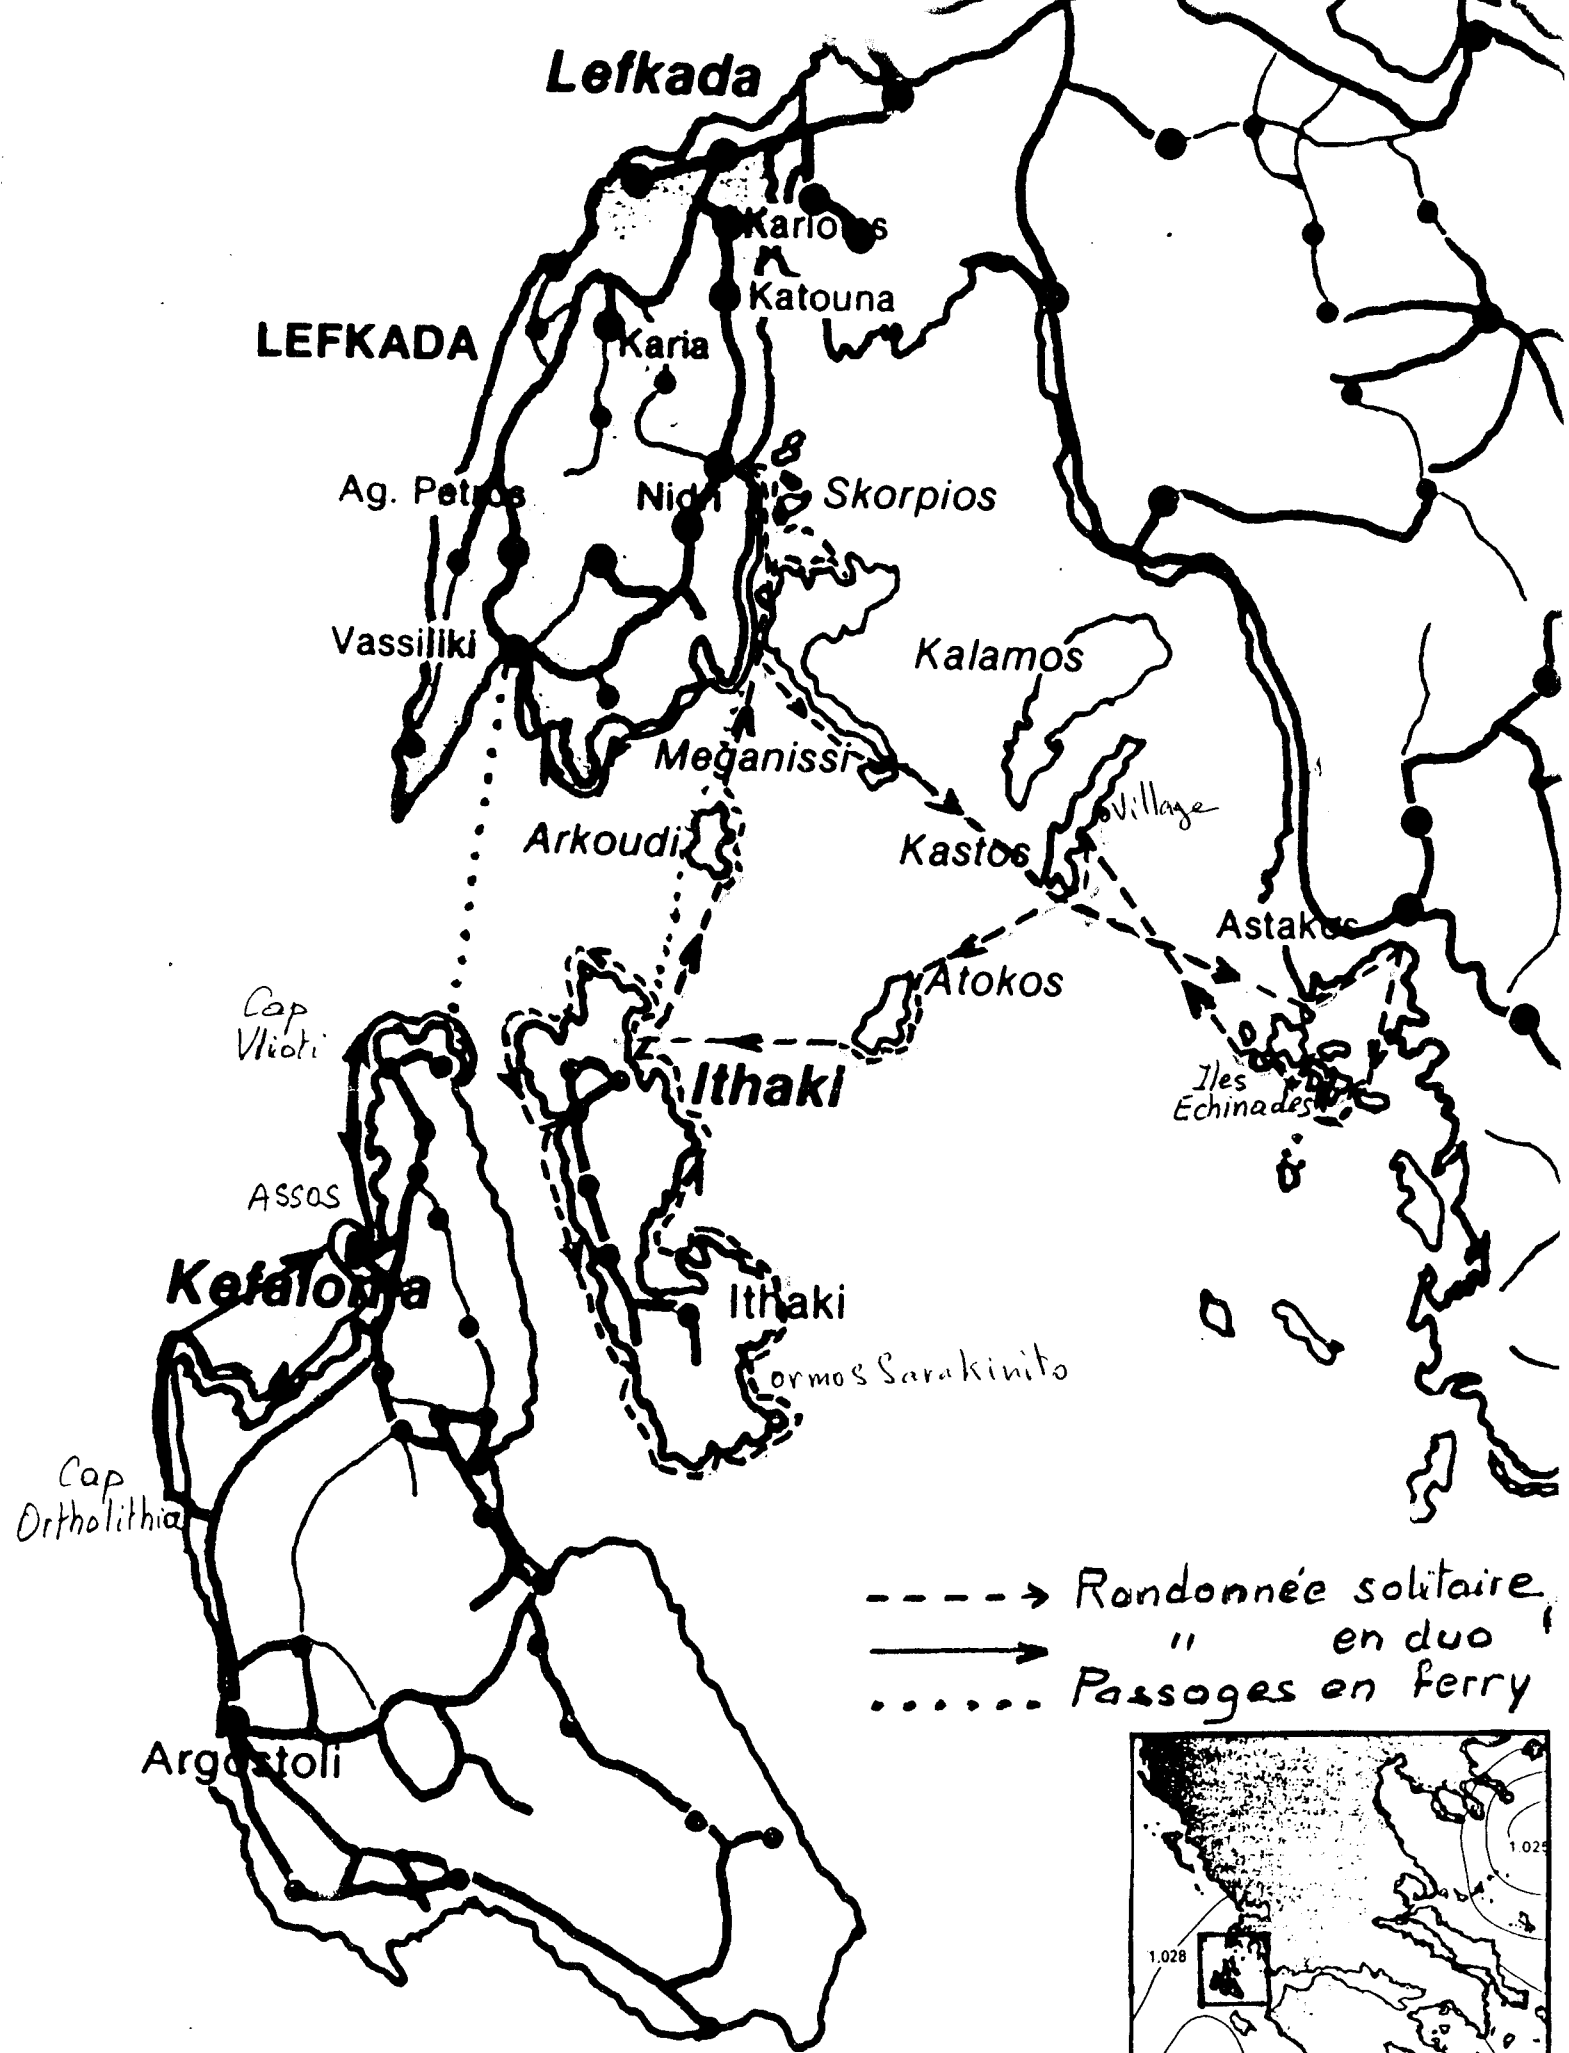 Lefkada
Karlotes
Katouna
LEFKADA
Karia
Ag. Petros
Nidri
Skorpios
Vassiliki
Kalamos
Meganissi
Village
Arkoudi
Kastos
Astakos
Atokos
Cap
Vlioti
Ithaki
Iles
Echinades
Assos
Kefalonia
Ithaki
ormos Sarakinito
Cap
Ortholithia
Randonnée solitaire
" en duo
Passages en ferry
Argostoli
1.025
1.028